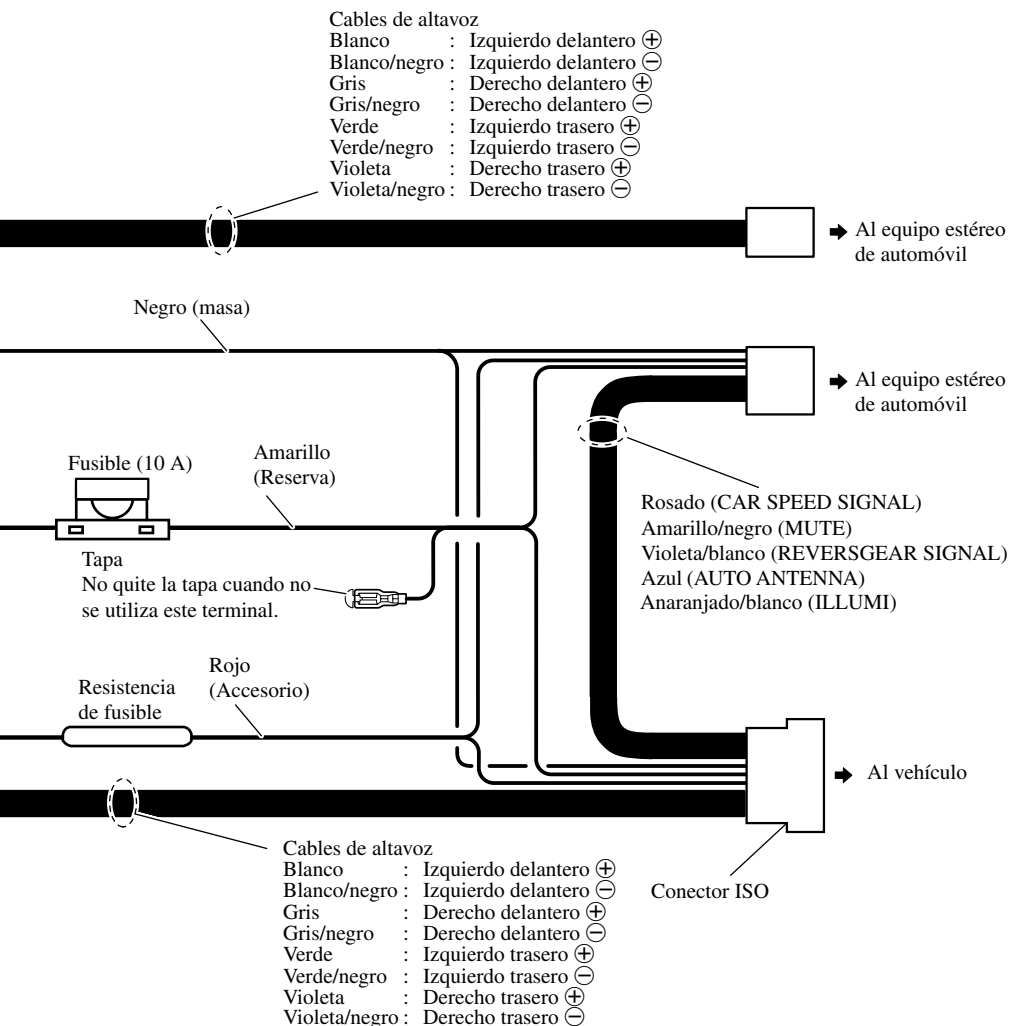 Cables de altavoz
Blanco : Izquierdo delantero ⊕
Blanco/negro : Izquierdo delantero ⊖
Gris : Derecho delantero ⊕
Gris/negro : Derecho delantero ⊖
Verde : Izquierdo trasero ⊕
Verde/negro : Izquierdo trasero ⊖
Violeta : Derecho trasero ⊕
Violeta/negro : Derecho trasero ⊖
Al equipo estéreo
de automóvil
Negro (masa)
Al equipo estéreo
de automóvil
Fusible (10 A)
Amarillo
(Reserva)
Tapa
No quite la tapa cuando no
se utiliza este terminal.
Rosado (CAR SPEED SIGNAL)
Amarillo/negro (MUTE)
Violeta/blanco (REVERSGEAR SIGNAL)
Azul (AUTO ANTENNA)
Anaranjado/blanco (ILLUMI)
Resistencia
de fusible
Rojo
(Accesorio)
Al vehículo
Conector ISO
Cables de altavoz
Blanco : Izquierdo delantero ⊕
Blanco/negro : Izquierdo delantero ⊖
Gris : Derecho delantero ⊕
Gris/negro : Derecho delantero ⊖
Verde : Izquierdo trasero ⊕
Verde/negro : Izquierdo trasero ⊖
Violeta : Derecho trasero ⊕
Violeta/negro : Derecho trasero ⊖